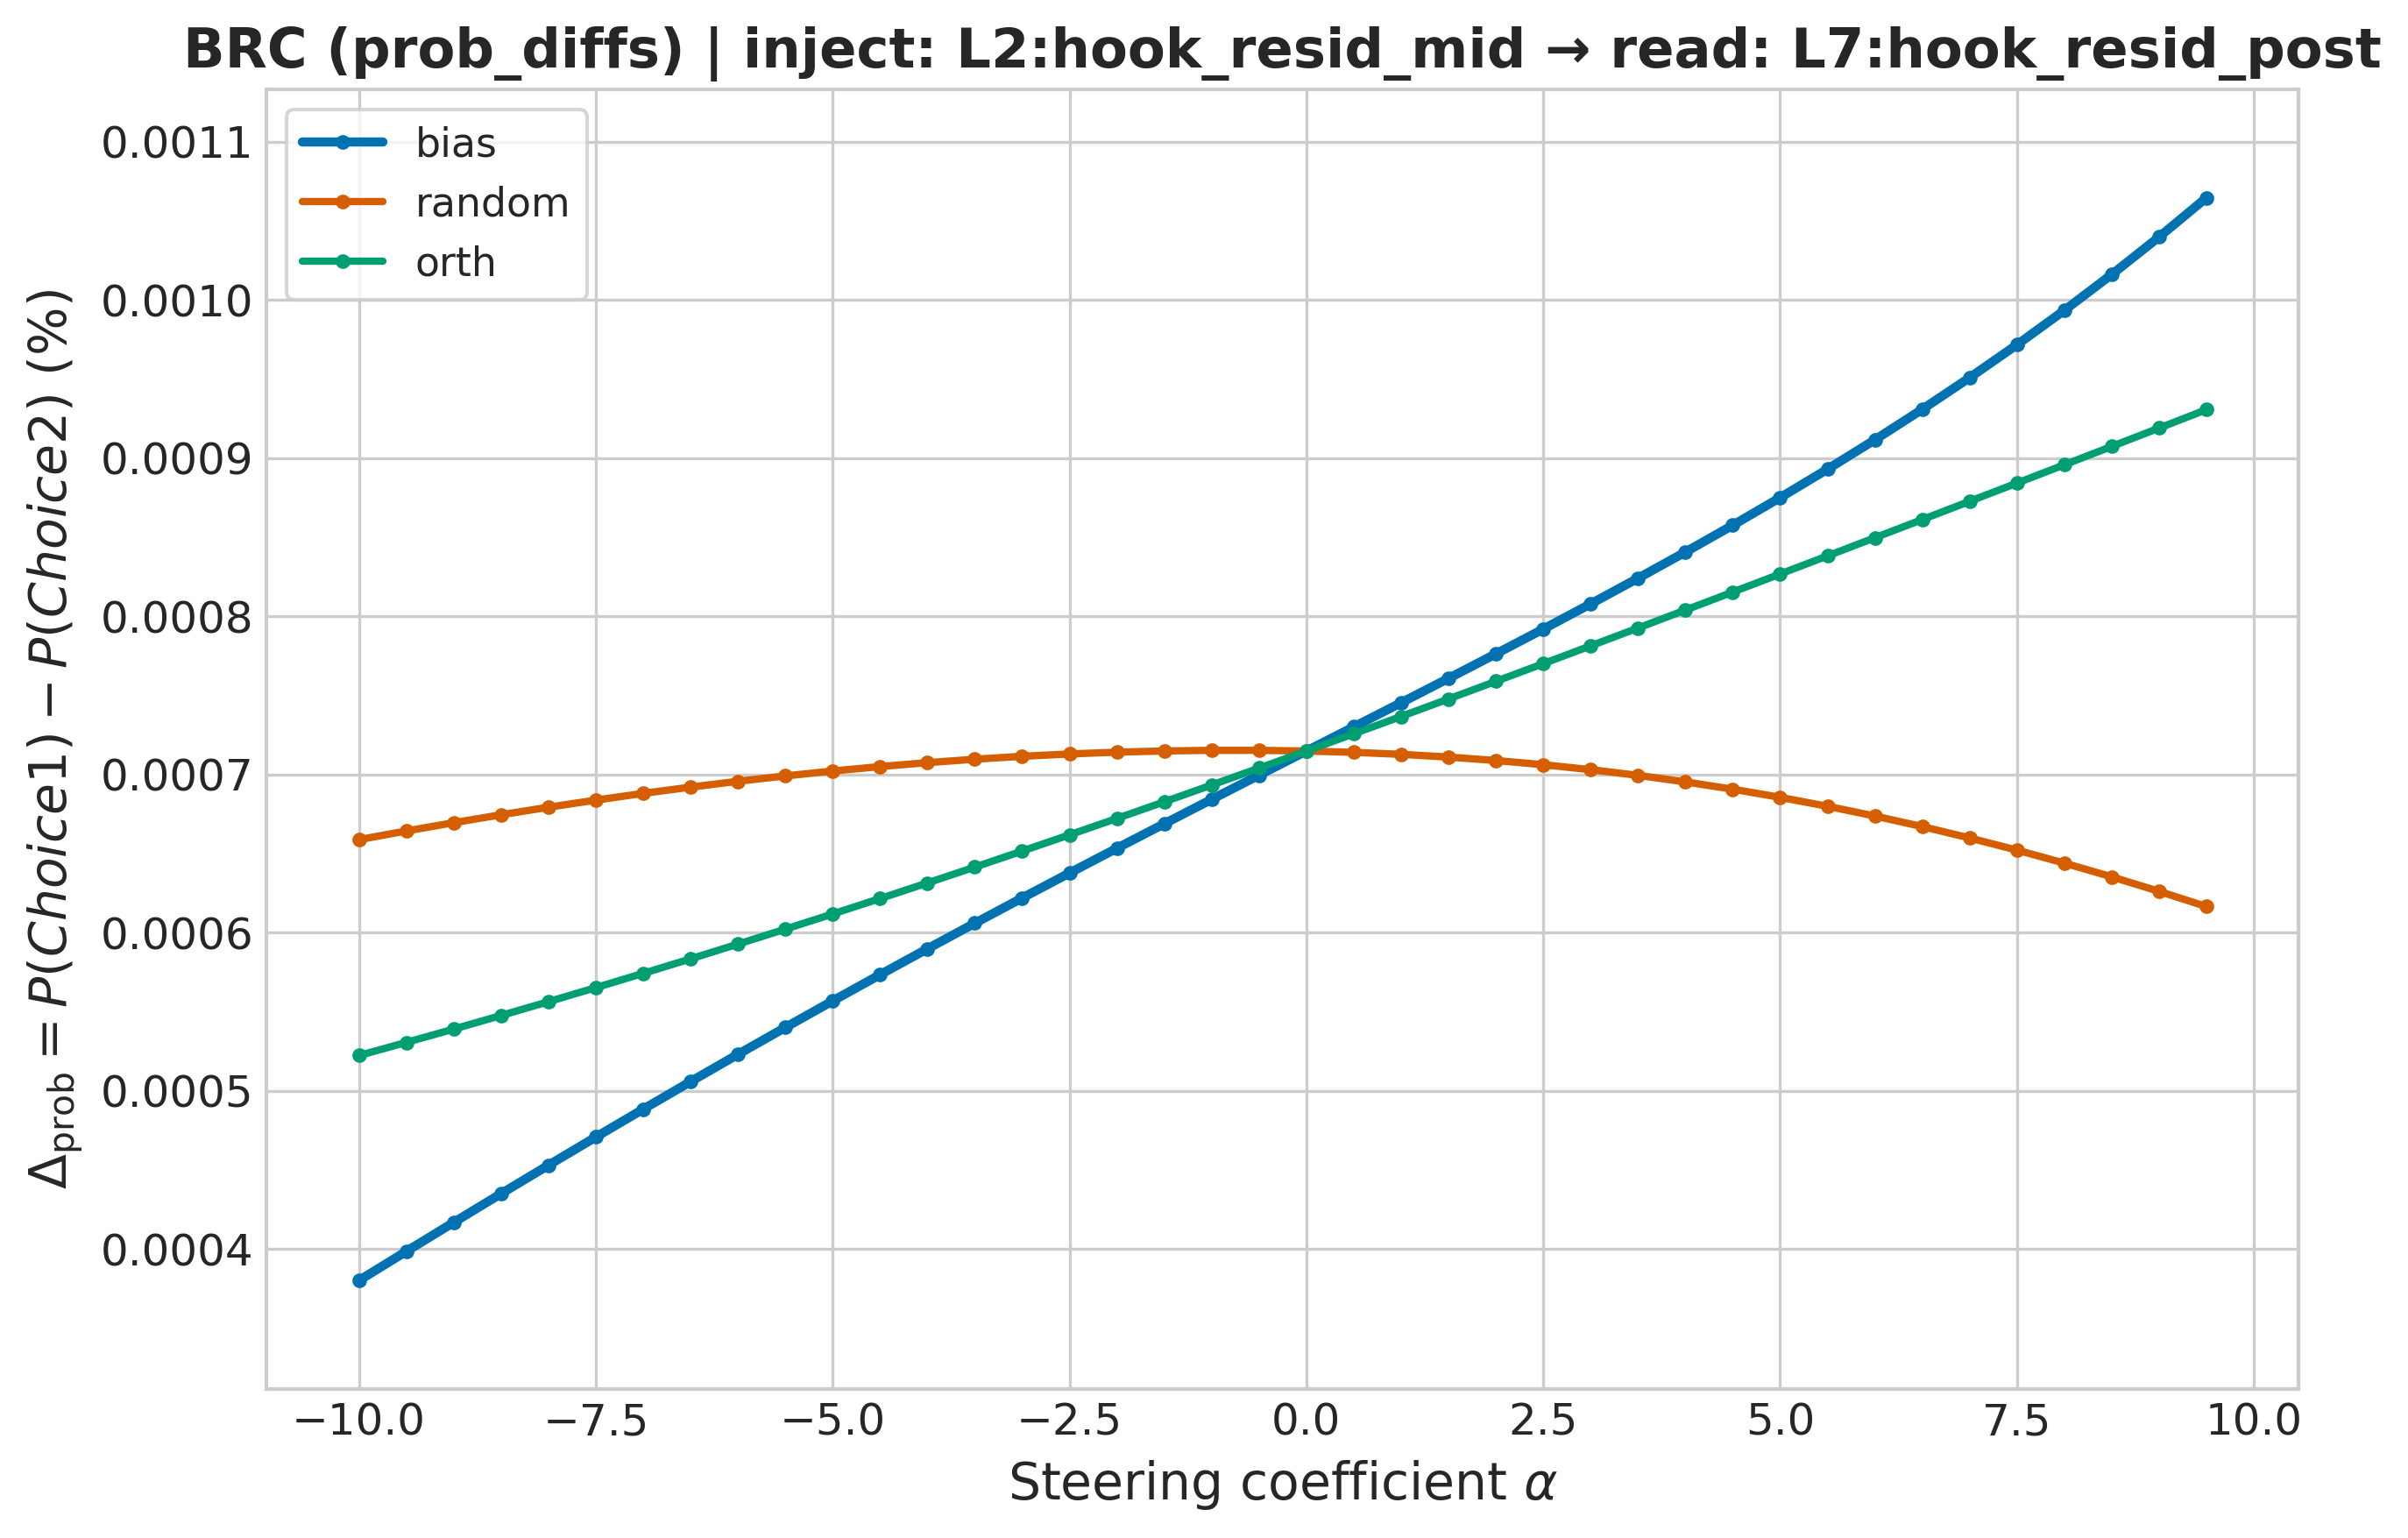 BRC (prob_diffs) | inject: L2:hook_resid_mid → read: L7:hook_resid_post
bias
random
orth
0.0011
0.0010
0.0009
0.0008
0.0007
0.0006
0.0005
0.0004
Δprob = P(Choice1) − P(Choice2) (%)
−10.0 −7.5 −5.0 −2.5 0.0 2.5 5.0 7.5 10.0
Steering coefficient α